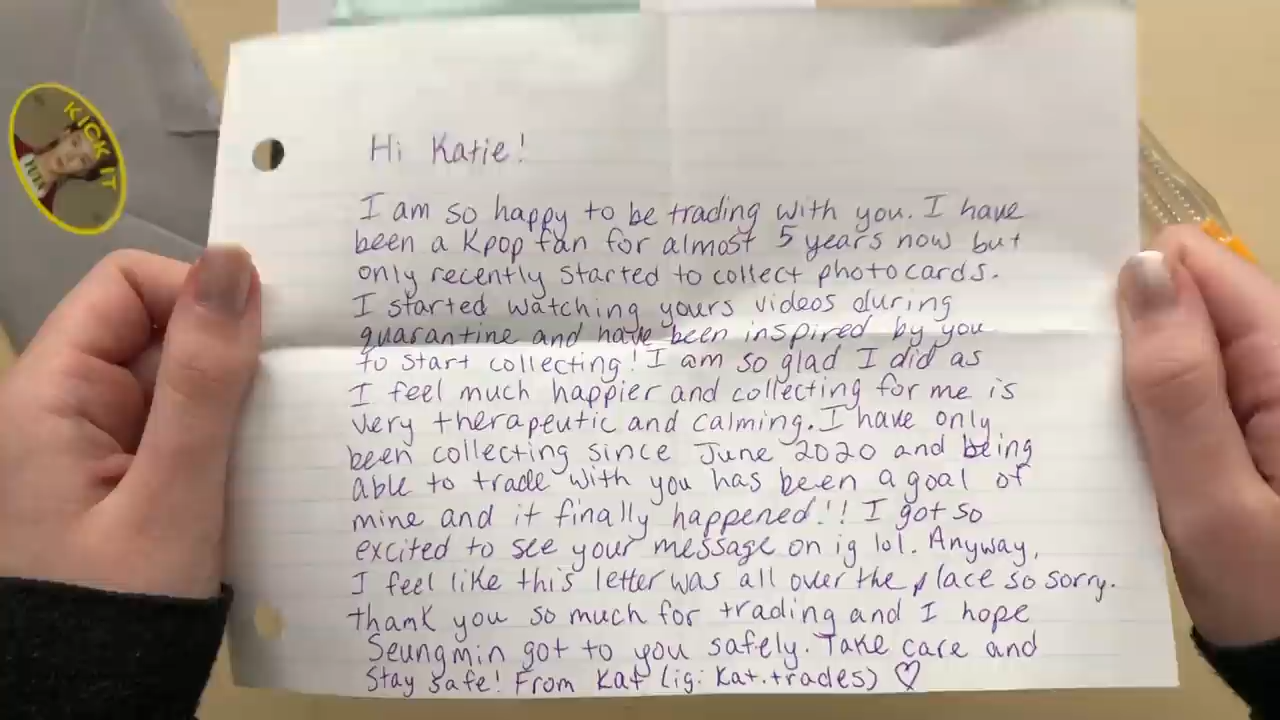 KICK IT
YUTA
Hi Katie!
I am so happy to be trading with you. I have
been a Kpop fan for almost 5 years now but
only recently started to collect photocards.
I started watching yours videos during
quarantine and have been inspired by you
to start collecting! I am so glad I did as
I feel much happier and collecting for me is
very therapeutic and calming. I have only
been collecting since June 2020 and being
able to trade with you has been a goal of
mine and it finally happened!! I got so
excited to see your message on ig lol. Anyway,
I feel like this letter was all over the place so sorry.
thank you so much for trading and I hope
Seungmin got to you safely. Take care and
Stay safe! From Kat (ig: Kat.trades) ♡